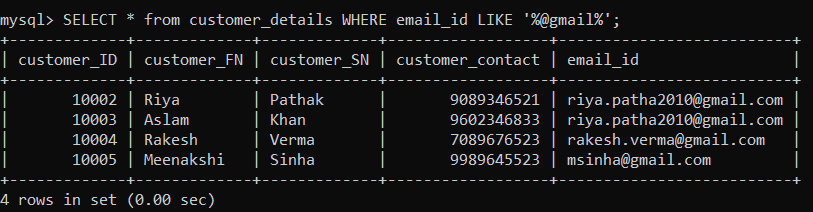 mysql> SELECT * from customer_details WHERE email_id LIKE '%@gmail%';
+-------------+-------------+-------------+------------------+--------------------------+
| customer_ID | customer_FN | customer_SN | customer_contact | email_id                 |
+-------------+-------------+-------------+------------------+--------------------------+
|       10002 | Riya        | Pathak      |       9089346521 | riya.patha2010@gmail.com |
|       10003 | Aslam       | Khan        |       9602346833 | riya.patha2010@gmail.com |
|       10004 | Rakesh      | Verma       |       7089676523 | rakesh.verma@gmail.com   |
|       10005 | Meenakshi   | Sinha       |       9989645523 | msinha@gmail.com         |
+-------------+-------------+-------------+------------------+--------------------------+
4 rows in set (0.00 sec)